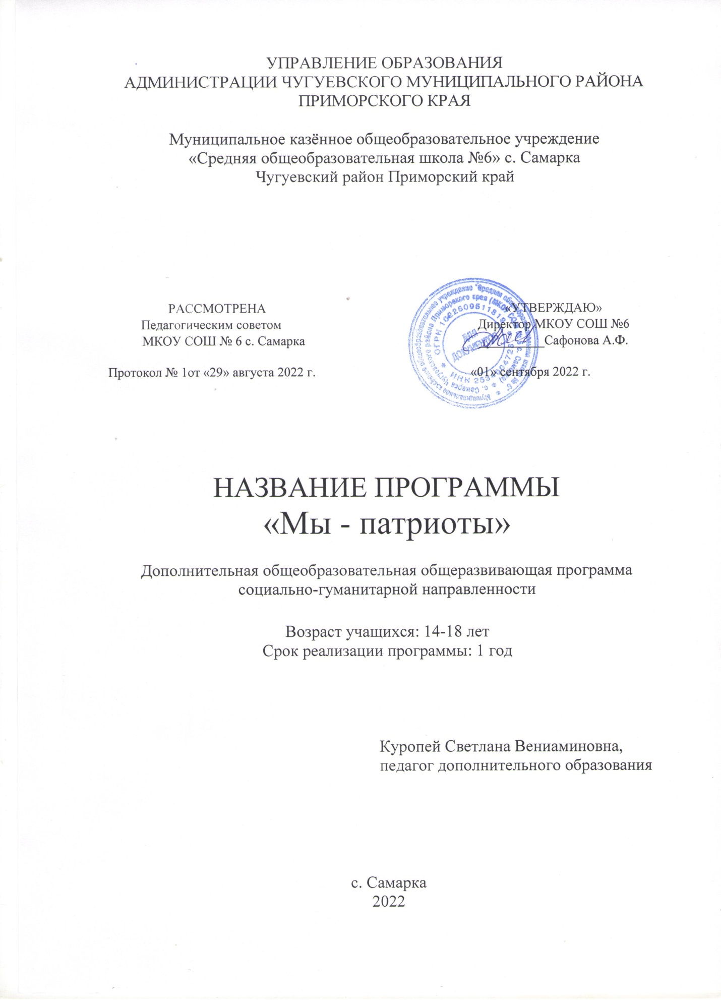 УПРАВЛЕНИЕ ОБРАЗОВАНИЯ
АДМИНИСТРАЦИИ ЧУГУЕВСКОГО МУНИЦИПАЛЬНОГО РАЙОНА
ПРИМОРСКОГО КРАЯ
Муниципальное казённое общеобразовательное учреждение
«Средняя общеобразовательная школа №6» с. Самарка
Чугуевский район Приморский край
РАССМОТРЕНА
Педагогическим советом
МКОУ СОШ № 6 с. Самарка
Протокол № 1от «29» августа 2022 г.
«УТВЕРЖДАЮ»
Директор МКОУ СОШ №6
Сафонова А.Ф.
«01» сентября 2022 г.
Для
ДОКУМЕНТОВ
НАЗВАНИЕ ПРОГРАММЫ
«Мы - патриоты»
Дополнительная общеобразовательная общеразвивающая программа
социально-гуманитарной направленности
Возраст учащихся: 14-18 лет
Срок реализации программы: 1 год
Куропей Светлана Вениаминовна,
педагог дополнительного образования
с. Самарка
2022